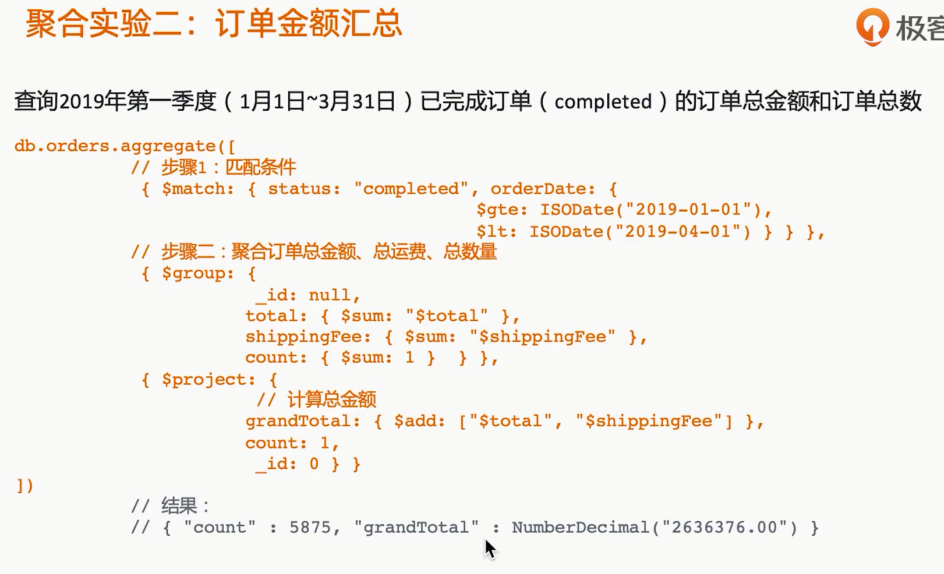 聚合实验二：订单金额汇总
极客
查询2019年第一季度（1月1日~3月31日）已完成订单（completed）的订单总金额和订单总数
db.orders.aggregate([
// 步骤1：匹配条件
{ $match: { status: "completed", orderDate: {
$gte: ISODate("2019-01-01"),
$lt: ISODate("2019-04-01") } } },
// 步骤二：聚合订单总金额、总运费、总数量
{ $group: {
_id: null,
total: { $sum: "$total" },
shippingFee: { $sum: "$shippingFee" },
count: { $sum: 1 } } },
{ $project: {
// 计算总金额
grandTotal: { $add: ["$total", "$shippingFee"] },
count: 1,
_id: 0 } }
])
// 结果：
// { "count" : 5875, "grandTotal" : NumberDecimal("2636376.00") }